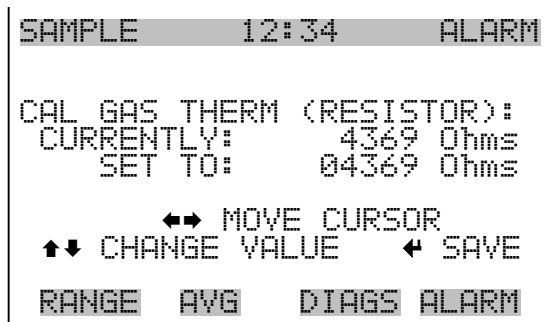 SAMPLE 12:34 ALARM
CAL GAS THERM (RESISTOR):
CURRENTLY: 4369 Ohms
SET TO: 04369 Ohms
←→ MOVE CURSOR
↑↓ CHANGE VALUE ↵ SAVE
RANGE AVG DIAGS ALARM